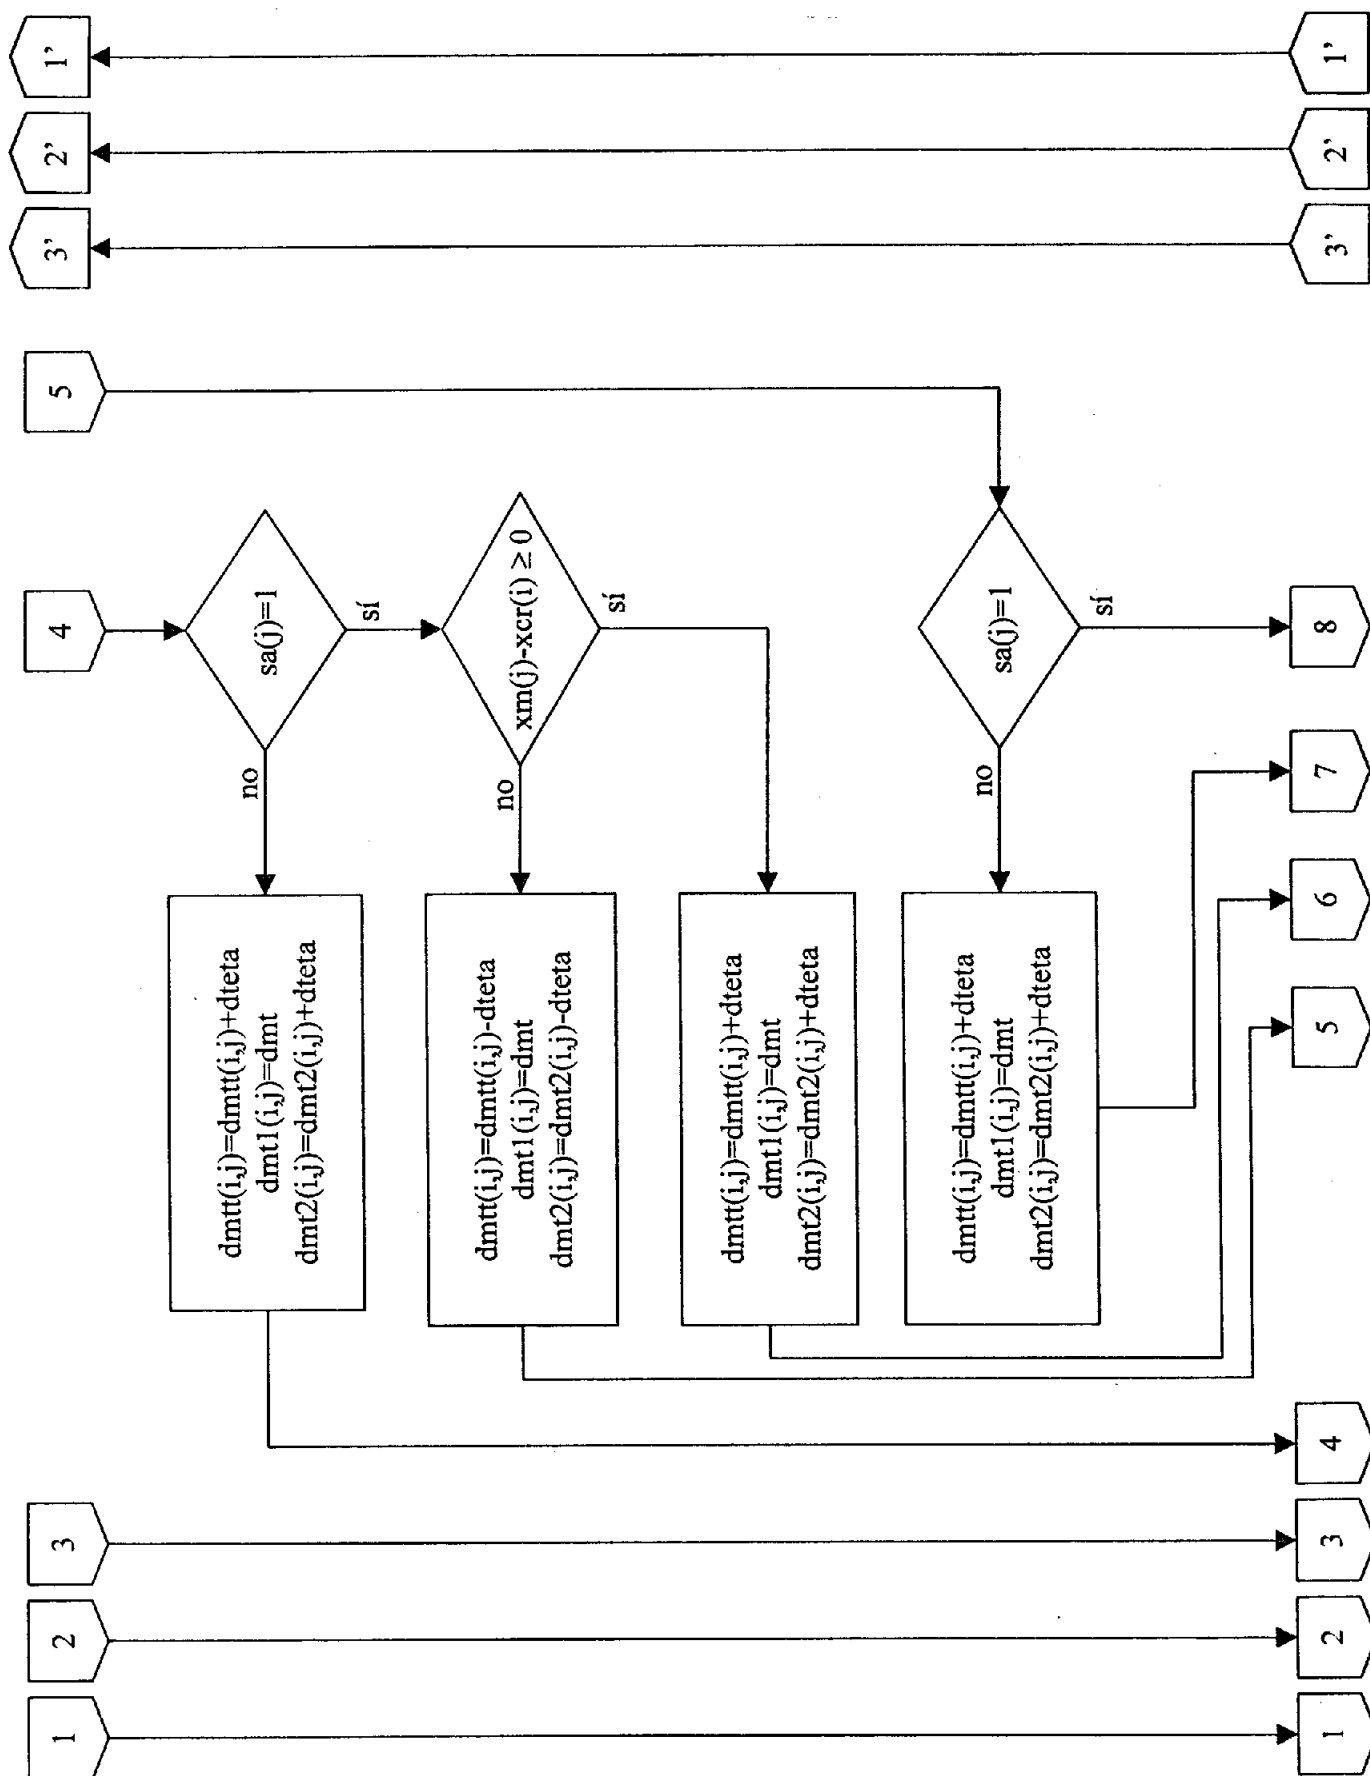 1
2
3
4
5
3'
2'
1'
sa(j)=1
no
sí
dmtt(i,j)=dmtt(i,j)+dteta
dmt1(i,j)=dmt
dmt2(i,j)=dmt2(i,j)+dteta
xm(j)-xcr(i) ≥ 0
no
sí
dmtt(i,j)=dmtt(i,j)-dteta
dmt1(i,j)=dmt
dmt2(i,j)=dmt2(i,j)-dteta
dmtt(i,j)=dmtt(i,j)+dteta
dmt1(i,j)=dmt
dmt2(i,j)=dmt2(i,j)+dteta
sa(j)=1
no
sí
dmtt(i,j)=dmtt(i,j)+dteta
dmt1(i,j)=dmt
dmt2(i,j)=dmt2(i,j)+dteta
1
2
3
4
5
6
7
8
3'
2'
1'